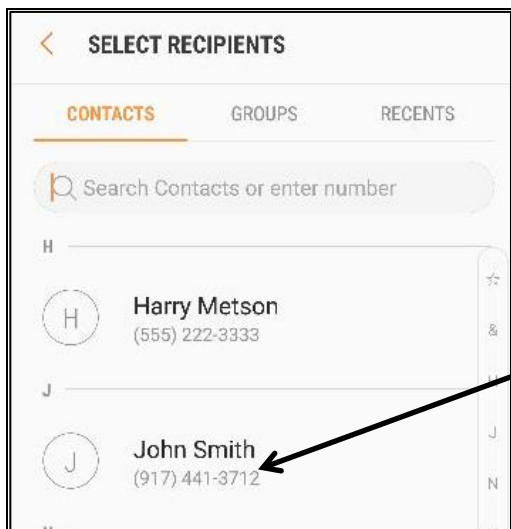 SELECT RECIPIENTS
CONTACTS GROUPS RECENTS
Search Contacts or enter number
H
H
Harry Metson
(555) 222-3333
&
J
J
J
John Smith
(917) 441-3712
N